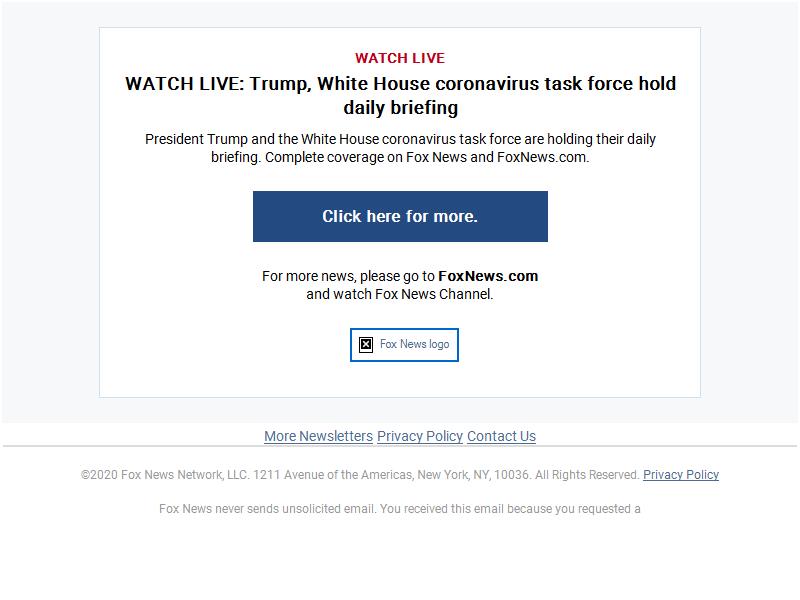 WATCH LIVE
WATCH LIVE: Trump, White House coronavirus task force hold
daily briefing
President Trump and the White House coronavirus task force are holding their daily
briefing. Complete coverage on Fox News and FoxNews.com.
Click here for more.
For more news, please go to FoxNews.com
and watch Fox News Channel.
Fox News logo
More Newsletters Privacy Policy Contact Us
©2020 Fox News Network, LLC. 1211 Avenue of the Americas, New York, NY, 10036. All Rights Reserved. Privacy Policy
Fox News never sends unsolicited email. You received this email because you requested a